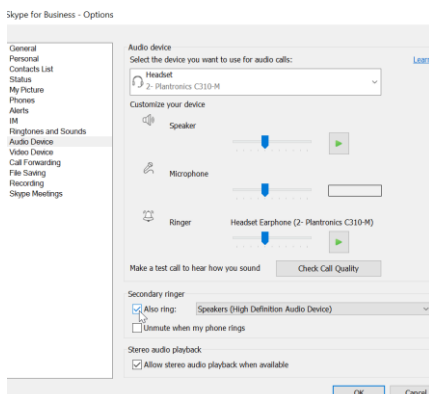 Skype for Business - Options
General
Personal
Contacts List
Status
My Picture
Phones
Alerts
IM
Ringtones and Sounds
Audio Device
Video Device
Call Forwarding
File Saving
Recording
Skype Meetings
Audio device
Select the device you want to use for audio calls:
Learn
Headset
2- Plantronics C310-M
Customize your device
Speaker
Microphone
Ringer Headset Earphone (2- Plantronics C310-M)
Make a test call to hear how you sound Check Call Quality
Secondary ringer
Also ring: Speakers (High Definition Audio Device)
Unmute when my phone rings
Stereo audio playback
Allow stereo audio playback when available
OK Cancel